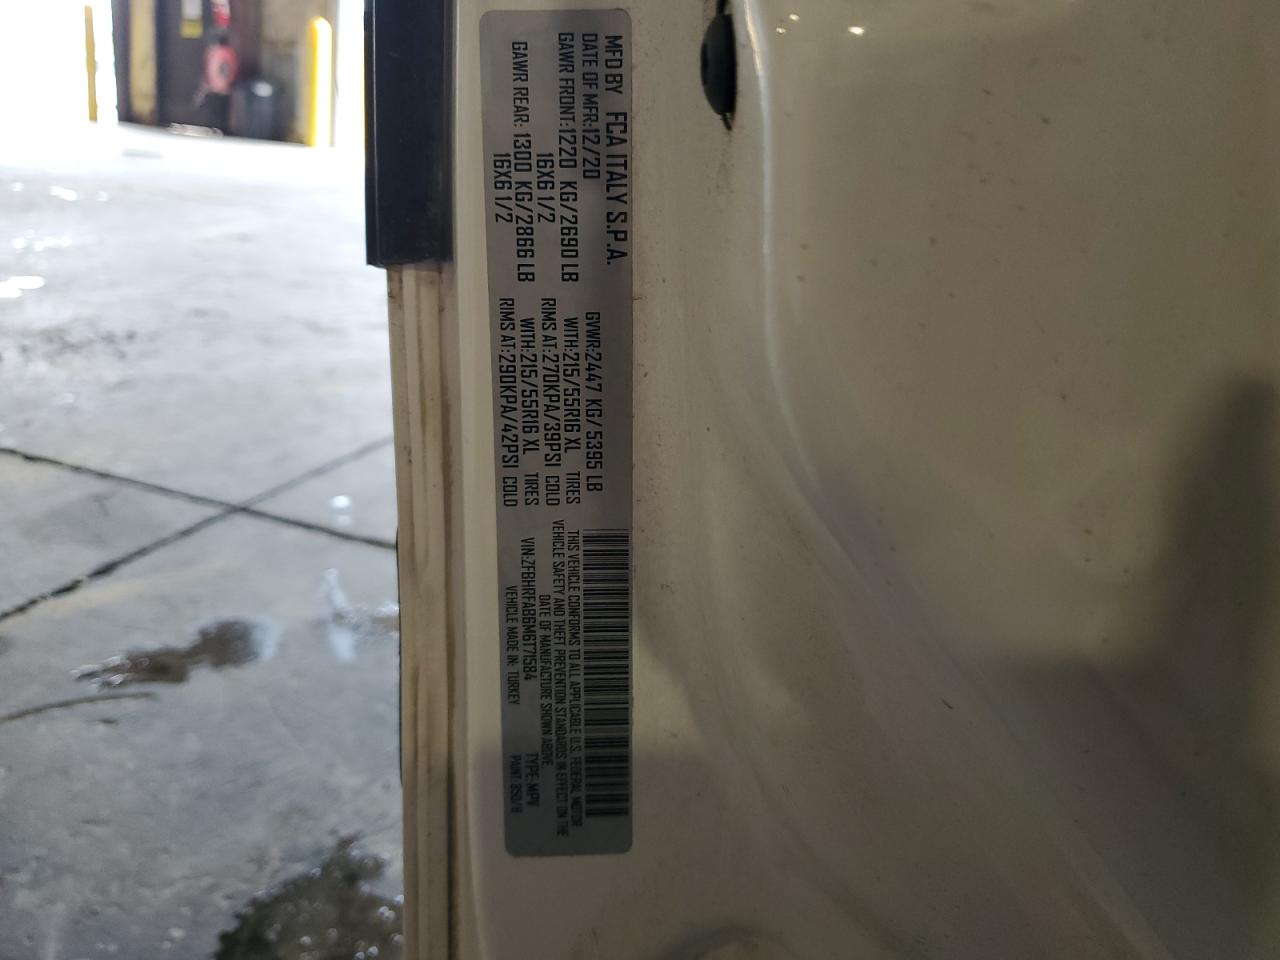 MFD BY FCA ITALY S.P.A.
DATE OF MFR:12/20 GVWR:2447 KG/5395 LB
GAWR FRONT:1220 KG/2690 LB WITH:215/55R16 XL TIRES
16X6 1/2 RIMS AT:270KPA/39PSI COLD
GAWR REAR: 1300 KG/2866 LB WITH:215/55R16 XL TIRES
16X6 1/2 RIMS AT:290KPA/42PSI COLD
THIS VEHICLE CONFORMS TO ALL APPLICABLE U.S. FEDERAL MOTOR
VEHICLE SAFETY AND THEFT PREVENTION STANDARDS IN EFFECT ON THE
DATE OF MANUFACTURE SHOWN ABOVE.
VIN:ZFBHRFAB6M6T71584 TYPE:MPV
VEHICLE MADE IN: TURKEY PAINT